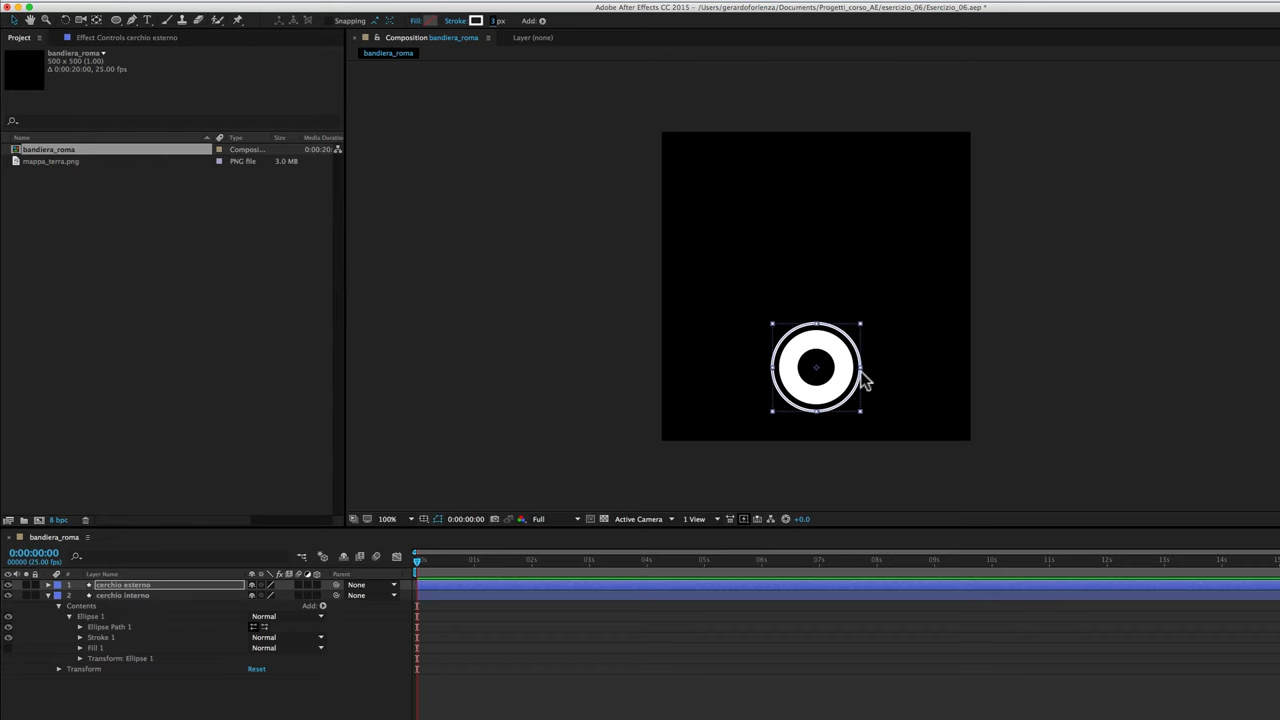 Adobe After Effects CC 2015 - /Users/gerardoforlenza/Documents/Progetti_corso_AE/esercizio_06/Esercizio_06.aep *
Snapping Fill: Stroke 3 px Add:
Project Effect Controls cerchio esterno Composition bandiera_roma Layer (none)
bandiera_roma
500 x 500 (1.00)
Δ 0:00:20:00, 25.00 fps
bandiera_roma
Name Type Size Media Duratio
bandiera_roma Composi... 0:00:20:
mappa_terra.png PNG file 3.0 MB
8 bpc
100% 0:00:00:00 Full Active Camera 1 View +0.0
bandiera_roma
0:00:00:00
00000 (25.00 fps)
0s 01s 02s 03s 04s 05s 06s 07s 08s 09s 10s 11s 12s 13s 14s 15
# Layer Name Parent
1 cerchio esterno None
2 cerchio interno None
Contents Add:
Ellipse 1 Normal
Ellipse Path 1
Stroke 1 Normal
Fill 1 Normal
Transform: Ellipse 1
Transform Reset